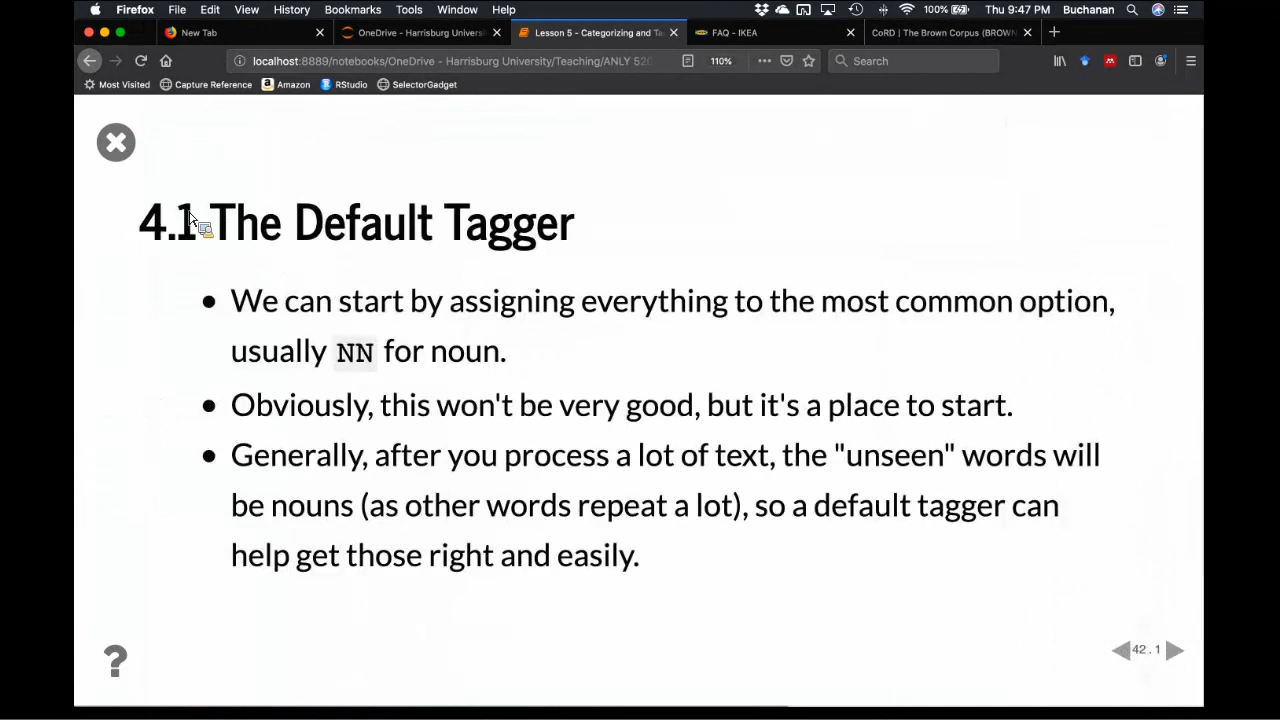 Firefox File Edit View History Bookmarks Tools Window Help 100% Thu 9:47 PM Buchanan
New Tab OneDrive - Harrisburg Universi Lesson 5 - Categorizing and Ta FAQ - IKEA CoRD | The Brown Corpus (BROWN
localhost:8889/notebooks/OneDrive - Harrisburg University/Teaching/ANLY 520 110% Search
Most Visited Capture Reference Amazon RStudio SelectorGadget
4.1 The Default Tagger
• We can start by assigning everything to the most common option,
usually NN for noun.
• Obviously, this won't be very good, but it's a place to start.
• Generally, after you process a lot of text, the "unseen" words will
be nouns (as other words repeat a lot), so a default tagger can
help get those right and easily.
? 42 . 1